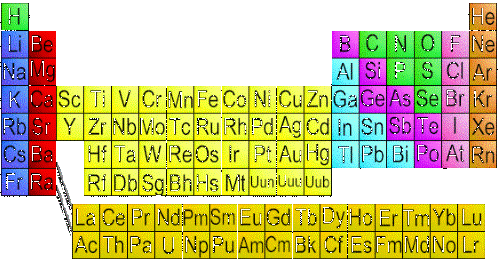 H He
Li Be B C N O F Ne
Na Mg Al Si P S Cl Ar
K Ca Sc Ti V Cr Mn Fe Co Ni Cu Zn Ga Ge As Se Br Kr
Rb Sr Y Zr Nb Mo Tc Ru Rh Pd Ag Cd In Sn Sb Te I Xe
Cs Ba Hf Ta W Re Os Ir Pt Au Hg Tl Pb Bi Po At Rn
Fr Ra Rf Db Sg Bh Hs Mt Uun Uuu Uub
La Ce Pr Nd Pm Sm Eu Gd Tb Dy Ho Er Tm Yb Lu
Ac Th Pa U Np Pu Am Cm Bk Cf Es Fm Md No Lr